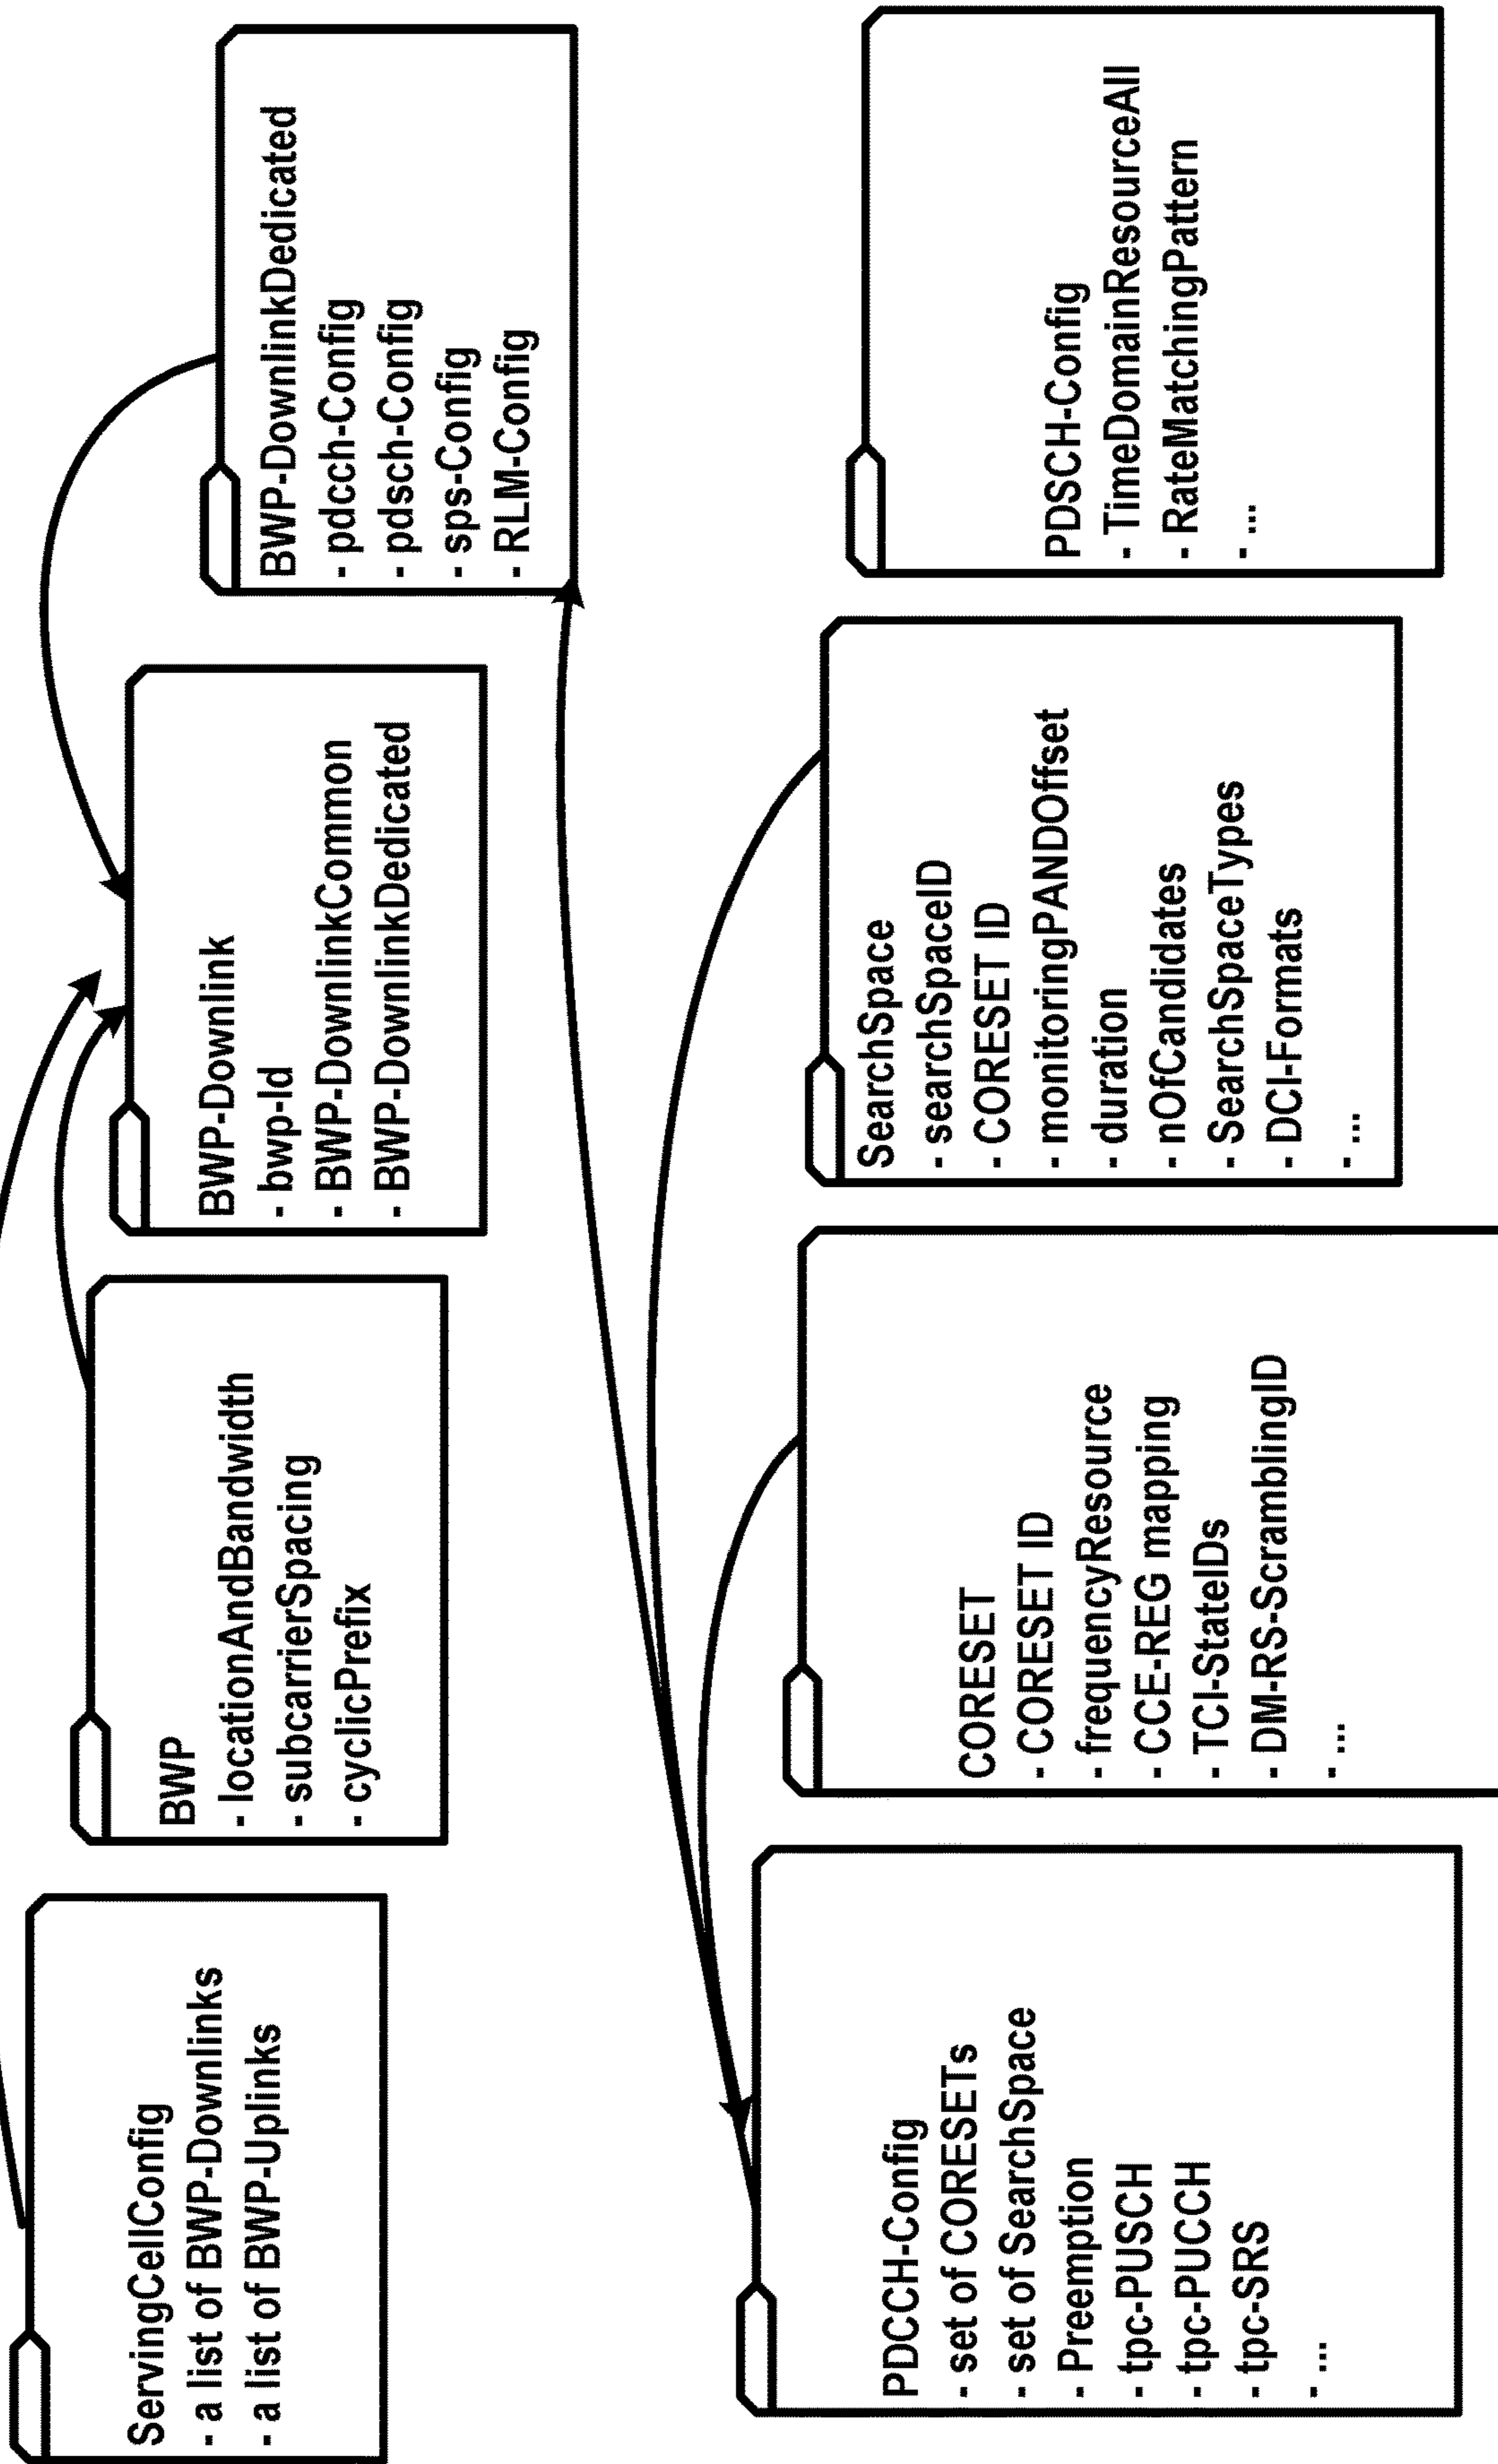 ServingCellConfig
- a list of BWP-Downlinks
- a list of BWP-Uplinks
BWP
- locationAndBandwidth
- subcarrierSpacing
- cyclicPrefix
BWP-Downlink
- bwp-Id
- BWP-DownlinkCommon
- BWP-DownlinkDedicated
BWP-DownlinkDedicated
- pdcch-Config
- pdsch-Config
- sps-Config
- RLM-Config
PDCCH-Config
- set of CORESETs
- set of SearchSpace
- Preemption
- tpc-PUSCH
- tpc-PUCCH
- tpc-SRS
- ...
CORESET
- CORESET ID
- frequencyResource
- CCE-REG mapping
- TCI-StateIDs
- DM-RS-ScramblingID
- ...
SearchSpace
- searchSpaceID
- CORESET ID
- monitoringPANDOffset
- duration
- nOfCandidates
- SearchSpaceTypes
- DCI-Formats
- ...
PDSCH-Config
- TimeDomainResourceAll
- RateMatchingPattern
- ...